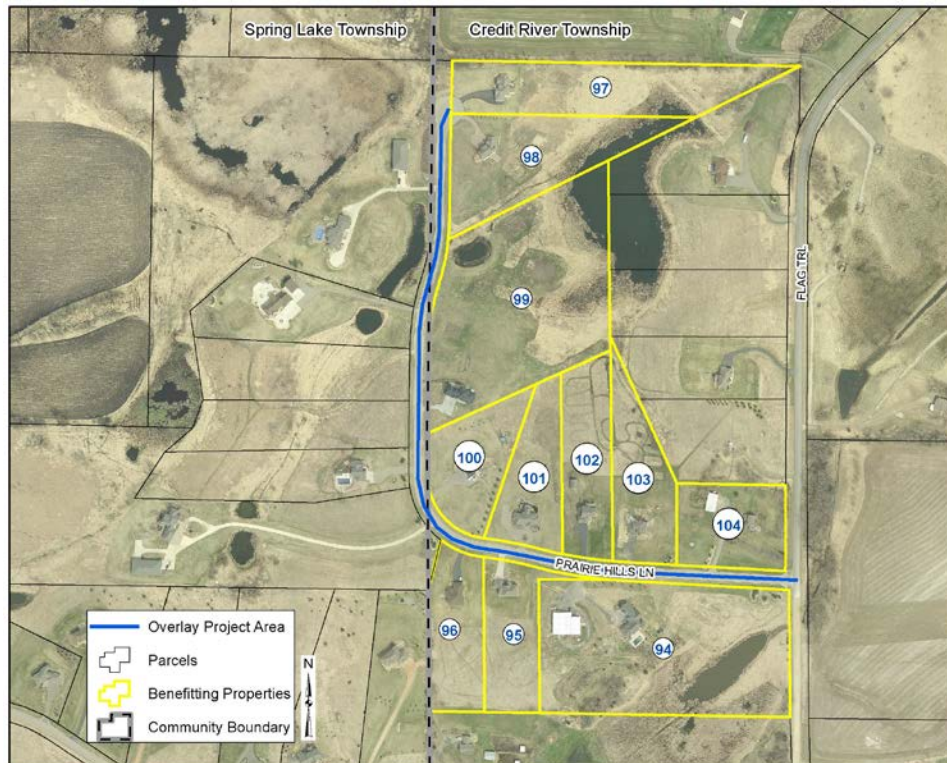 Spring Lake Township
Credit River Township
97
98
99
FLAG TRL
100
101
102
103
104
PRAIRIE HILLS LN
96
95
94
Overlay Project Area
Parcels
Benefitting Properties
Community Boundary
N